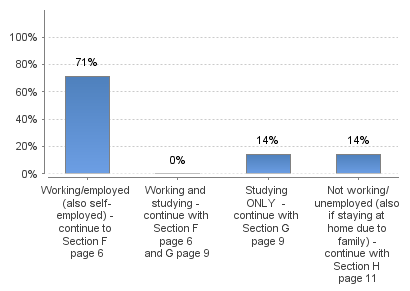 100%
80%
60%
40%
20%
0%
71%
0%
14%
14%
Working/employed
(also self-
employed) -
continue to
Section F
page 6
Working and
studying -
continue with
Section F
page 6
and G page 9
Studying
ONLY -
continue with
Section G
page 9
Not working/
unemployed (also
if staying at
home due to
family) -
continue with
Section H
page 11